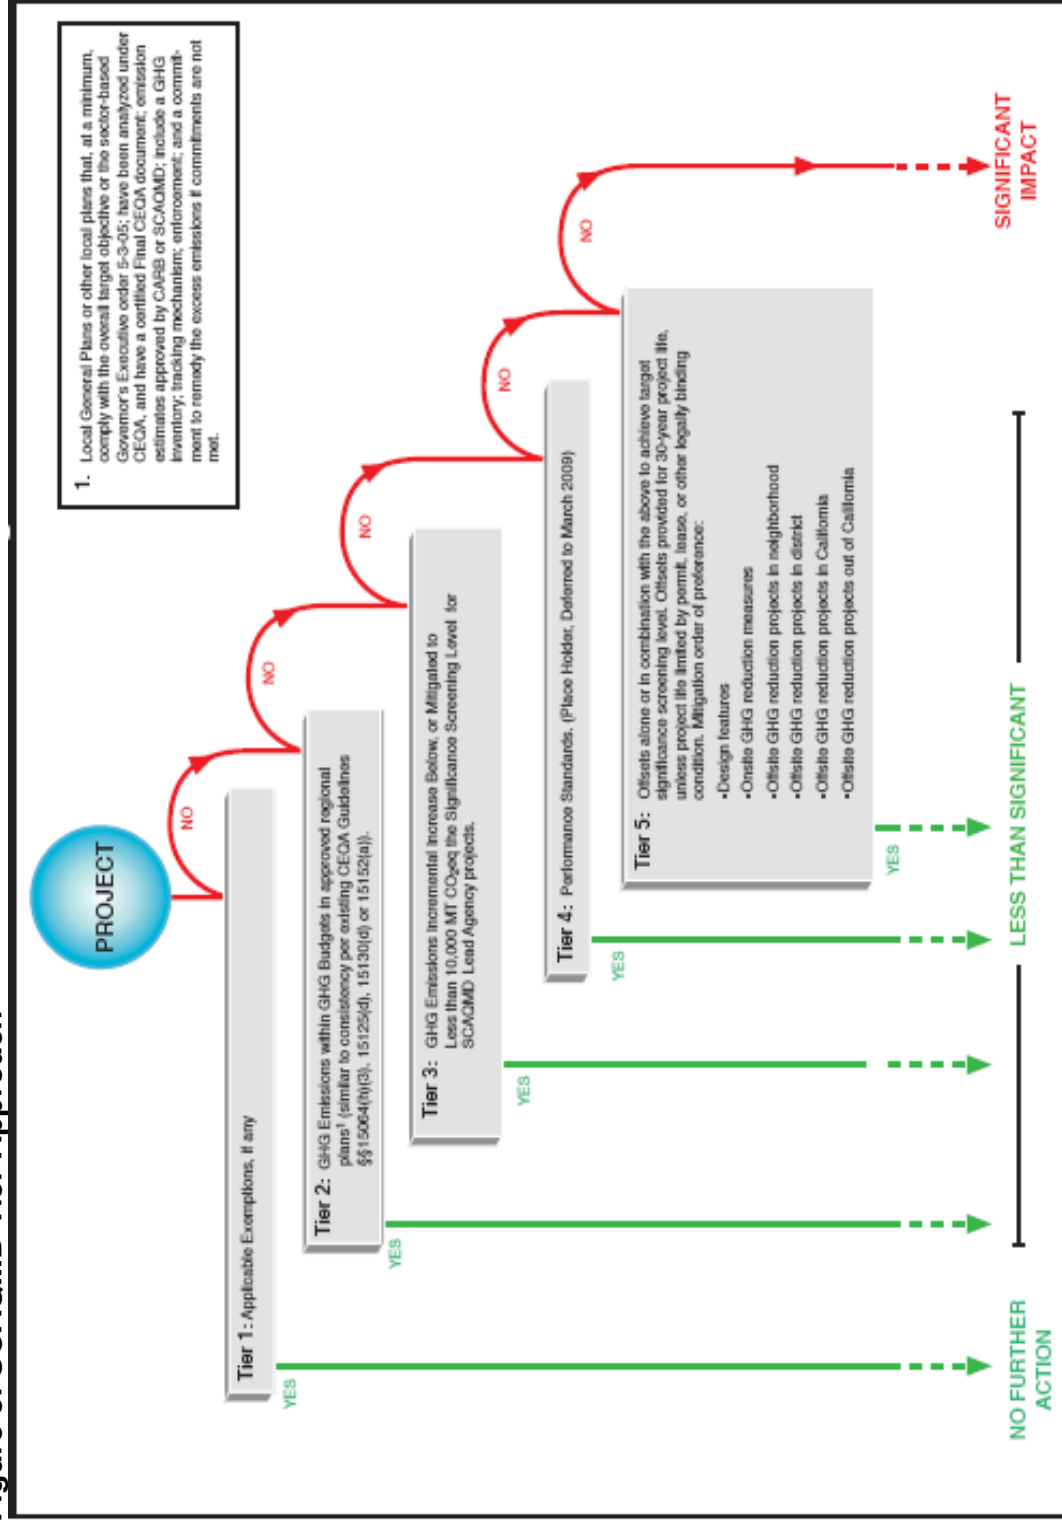 PROJECT
1. Local General Plans or other local plans that, at a minimum,
comply with the overall target objective or the sector-based
Governor's Executive order S-3-05; have been analyzed under
CEQA, and have a certified Final CEQA document; emission
estimates approved by CARB or SCAQMD; include a GHG
inventory; tracking mechanism; enforcement; and a commit-
ment to remedy the excess emissions if commitments are not
met.
NO
Tier 1: Applicable Exemptions, if any
YES
NO
Tier 2: GHG Emissions within GHG Budgets in approved regional
plans¹ (similar to consistency per existing CEQA Guidelines
§§15064(h)(3), 15125(d), 15130(d) or 15152(a)).
YES
NO
Tier 3: GHG Emissions Incremental Increase Below, or Mitigated to
Less than 10,000 MT CO2eq the Significance Screening Level for
SCAQMD Lead Agency projects.
YES
NO
Tier 4: Performance Standards. (Place Holder, Deferred to March 2009)
YES
NO
Tier 5: Offsets alone or in combination with the above to achieve target
significance screening level. Offsets provided for 30-year project life,
unless project life limited by permit, lease, or other legally binding
condition. Mitigation order of preference:
•Design features
•Onsite GHG reduction measures
•Offsite GHG reduction projects in neighborhood
•Offsite GHG reduction projects in district
•Offsite GHG reduction projects in California
•Offsite GHG reduction projects out of California
YES
NO FURTHER
ACTION
LESS THAN SIGNIFICANT
SIGNIFICANT
IMPACT